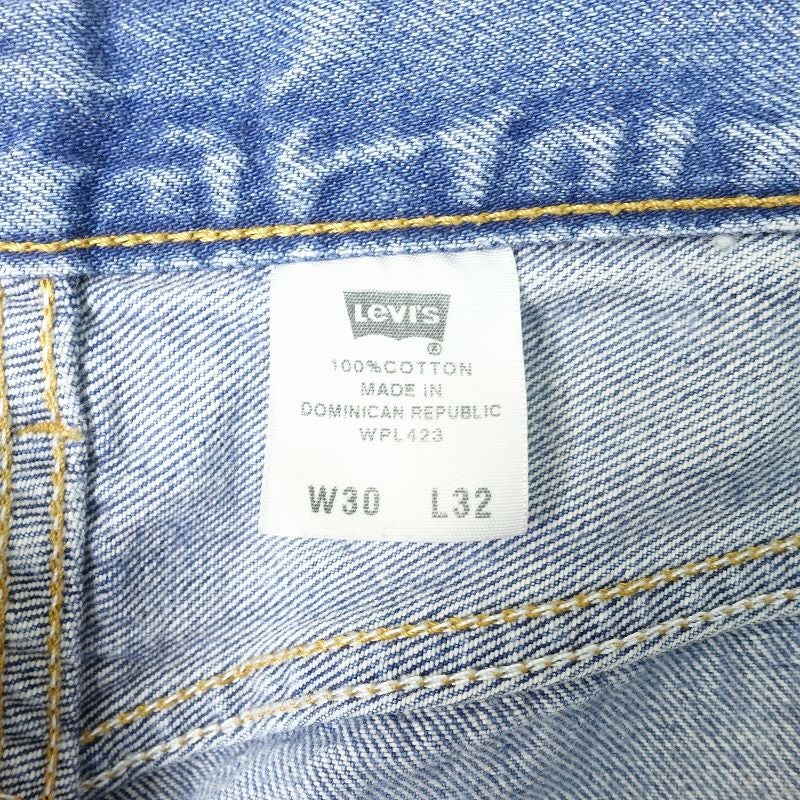 Levi's
®
100%COTTON
MADE IN
DOMINICAN REPUBLIC
WPL423
W30 L32